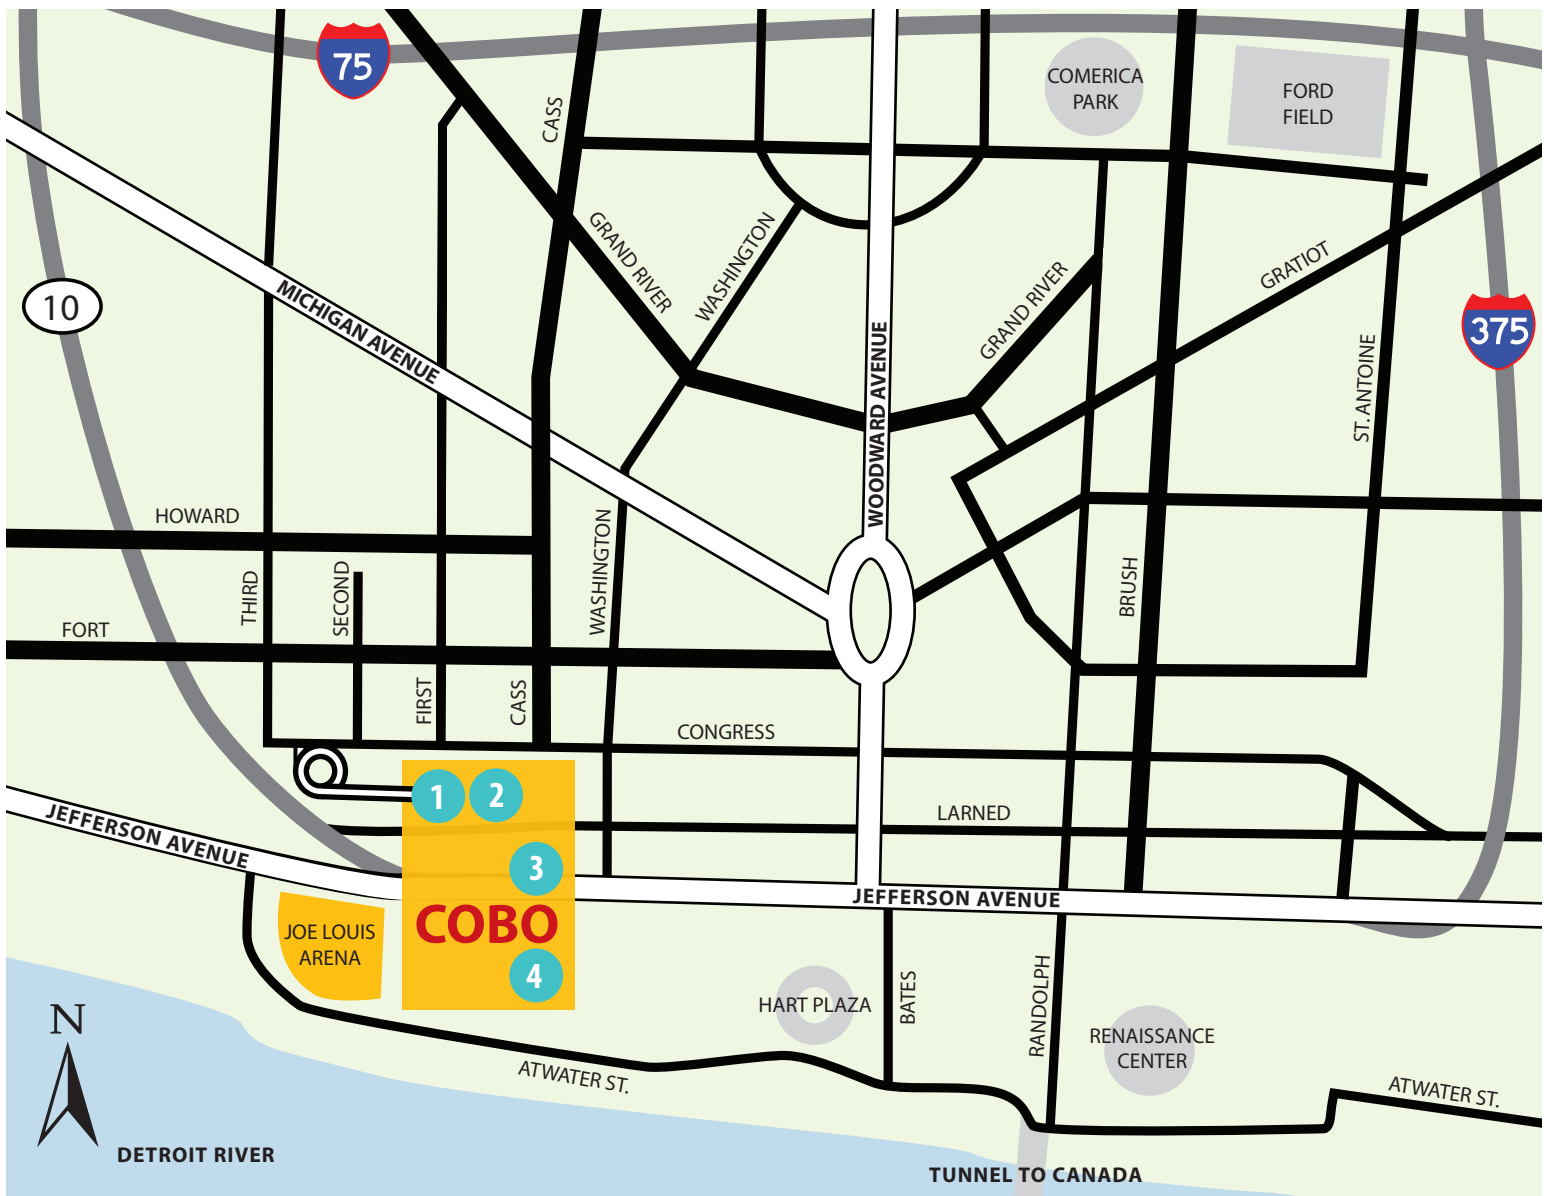 75
COMERICA
PARK
FORD
FIELD
CASS
GRAND RIVER
WASHINGTON
GRAND RIVER
GRATIOT
10
MICHIGAN AVENUE
WOODWARD AVENUE
375
ST. ANTOINE
HOWARD
WASHINGTON
THIRD
SECOND
BRUSH
FORT
FIRST
CASS
CONGRESS
1
2
LARNED
JEFFERSON AVENUE
3
JEFFERSON AVENUE
COBO
JOE LOUIS
ARENA
4
HART PLAZA
BATES
RANDOLPH
RENAISSANCE
CENTER
N
ATWATER ST.
ATWATER ST.
DETROIT RIVER
TUNNEL TO CANADA